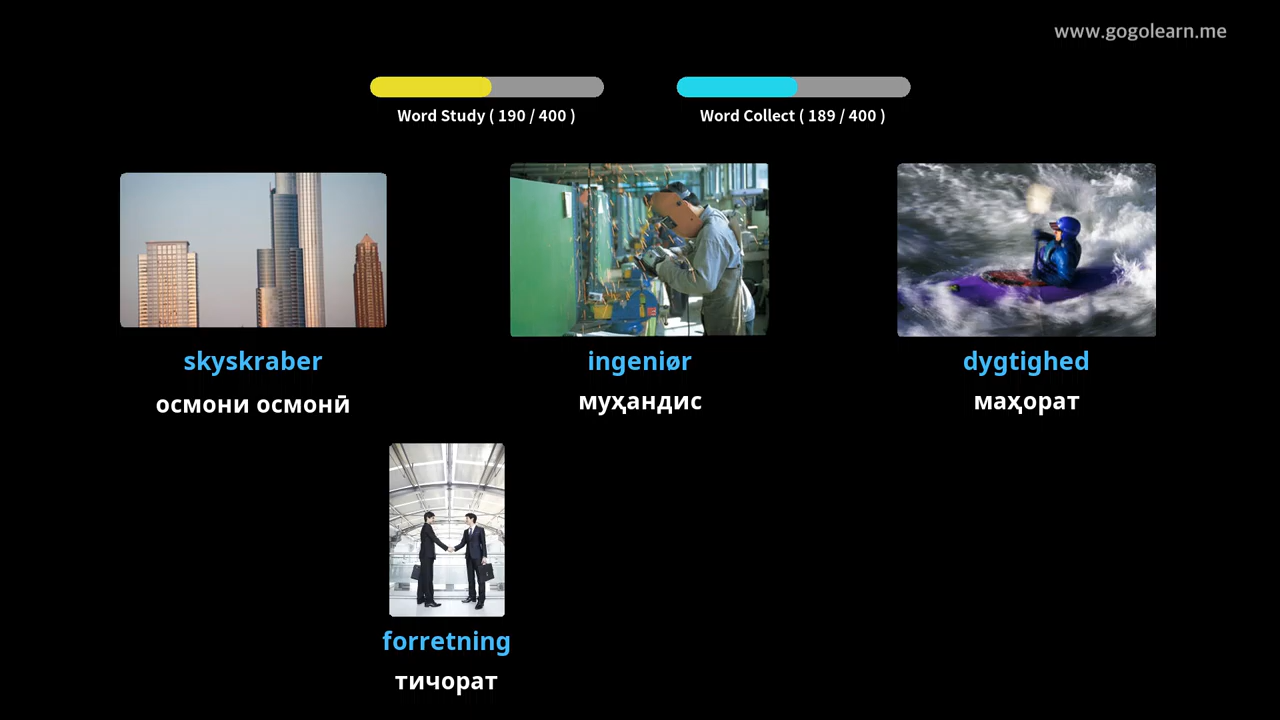 www.gogolearn.me
Word Study ( 190 / 400 )
Word Collect ( 189 / 400 )
skyskraber
ingeniør
dygtighed
осмони осмонӣ
муҳандис
маҳорат
forretning
тичорат